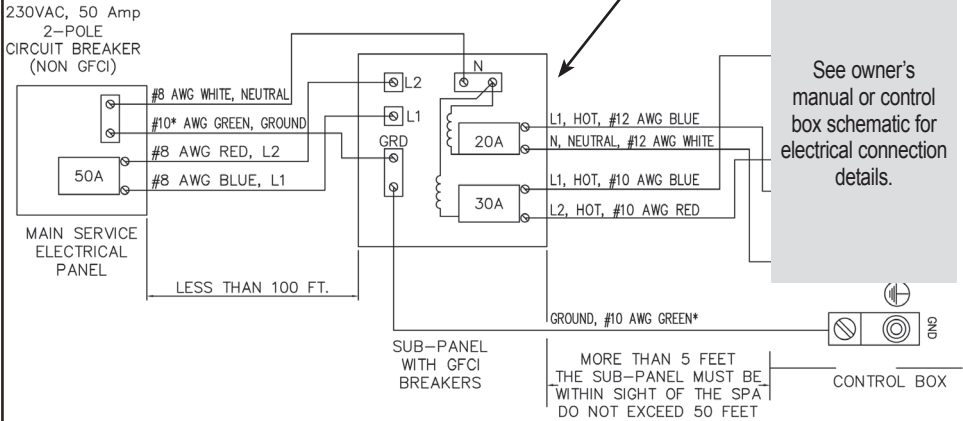 230VAC, 50 Amp
2-POLE
CIRCUIT BREAKER
(NON GFCI)
#8 AWG WHITE, NEUTRAL
#10* AWG GREEN, GROUND
#8 AWG RED, L2
#8 AWG BLUE, L1
50A
MAIN SERVICE
ELECTRICAL
PANEL
LESS THAN 100 FT.
L2
L1
GRD
N
20A
30A
L1, HOT, #12 AWG BLUE
N, NEUTRAL, #12 AWG WHITE
L1, HOT, #10 AWG BLUE
L2, HOT, #10 AWG RED
See owner's
manual or control
box schematic for
electrical connection
details.
GROUND, #10 AWG GREEN*
GND
SUB-PANEL
WITH GFCI
BREAKERS
MORE THAN 5 FEET
THE SUB-PANEL MUST BE
WITHIN SIGHT OF THE SPA
DO NOT EXCEED 50 FEET
CONTROL BOX